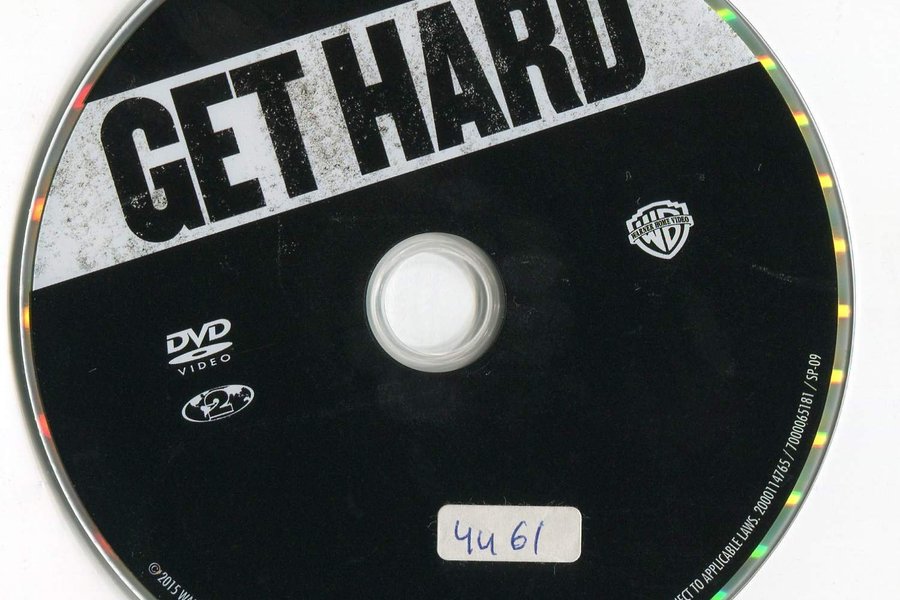 GET HARD
WARNER HOME VIDEO
WB
DVD
VIDEO
2
4461
© 2015 WA
ECT TO APPLICABLE LAWS. 2000114765 / 7000065181 / SP-09